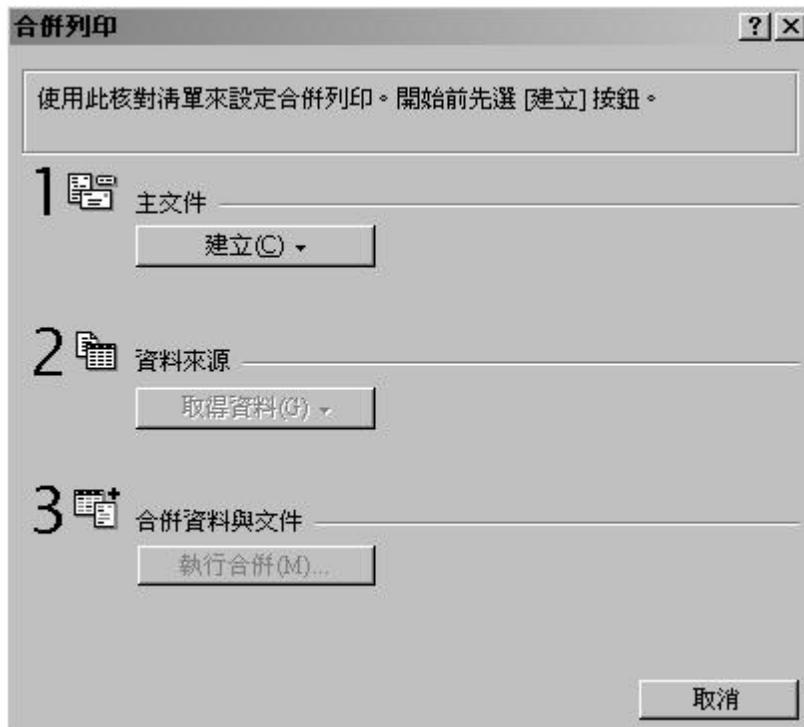 合併列印
使用此核對清單來設定合併列印。開始前先選 [建立] 按鈕。
1 主文件
建立(C)
2 資料來源
取得資料(G)
3 合併資料與文件
執行合併(M)...
取消